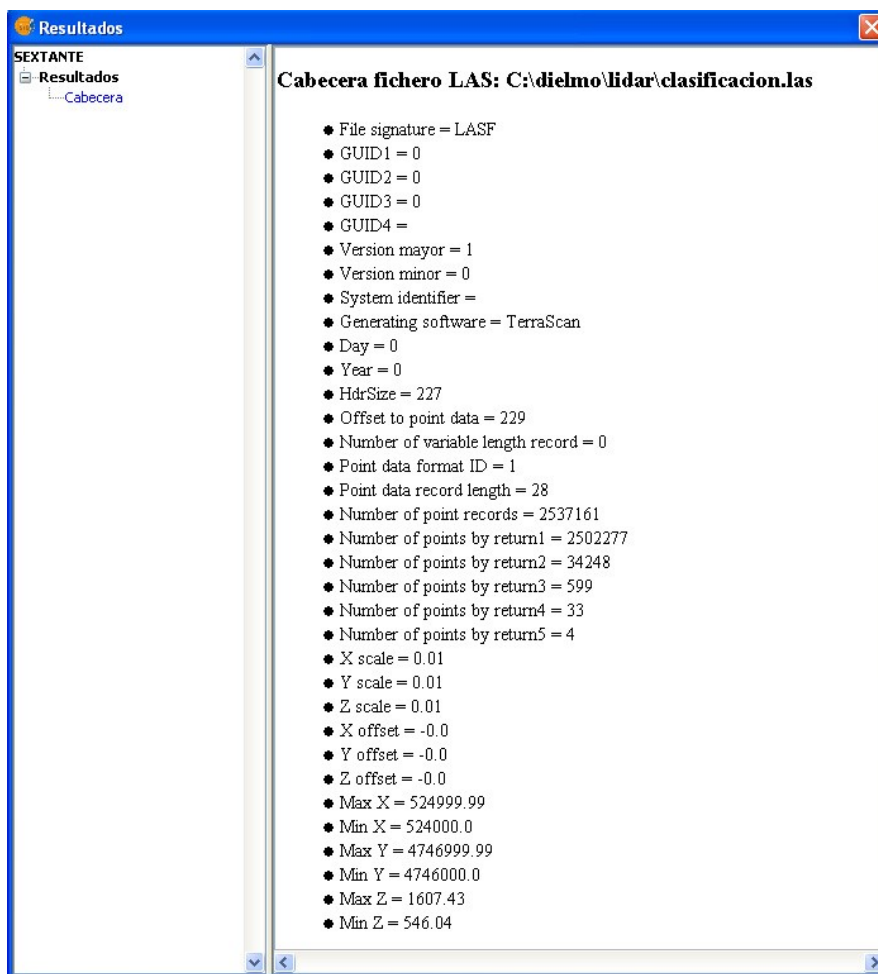 Resultados
SEXTANTE
Resultados
Cabecera
Cabecera fichero LAS: C:\dielmo\lidar\clasificacion.las
File signature = LASF
GUID1 = 0
GUID2 = 0
GUID3 = 0
GUID4 =
Version mayor = 1
Version minor = 0
System identifier =
Generating software = TerraScan
Day = 0
Year = 0
HdrSize = 227
Offset to point data = 229
Number of variable length record = 0
Point data format ID = 1
Point data record length = 28
Number of point records = 2537161
Number of points by return1 = 2502277
Number of points by return2 = 34248
Number of points by return3 = 599
Number of points by return4 = 33
Number of points by return5 = 4
X scale = 0.01
Y scale = 0.01
Z scale = 0.01
X offset = -0.0
Y offset = -0.0
Z offset = -0.0
Max X = 524999.99
Min X = 524000.0
Max Y = 4746999.99
Min Y = 4746000.0
Max Z = 1607.43
Min Z = 546.04